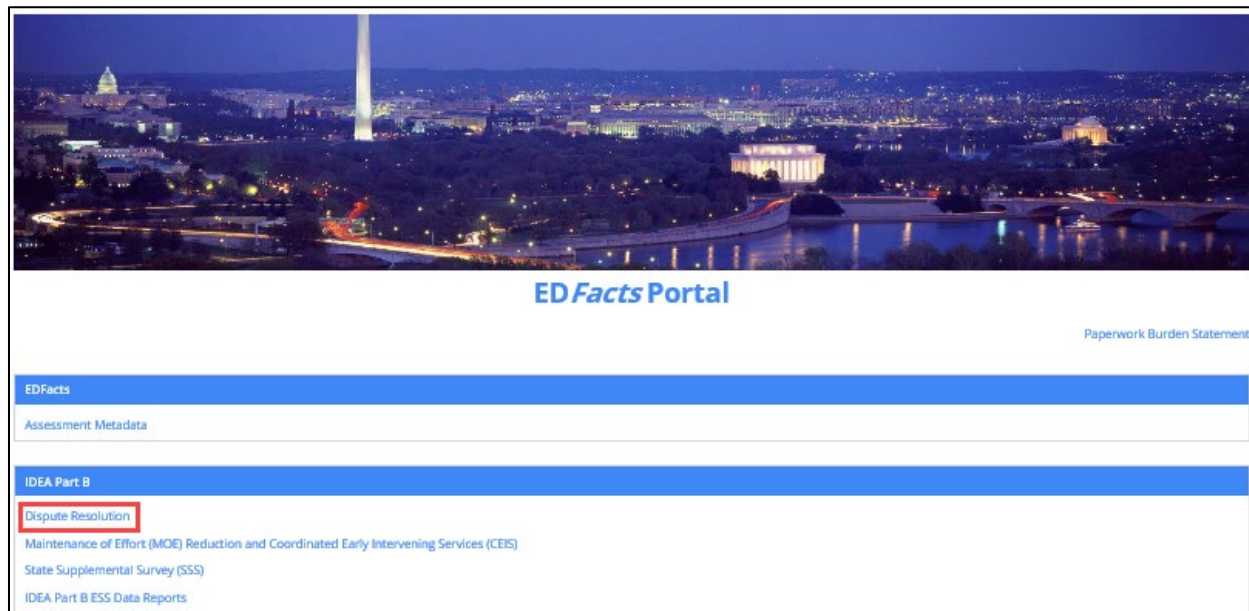 EDFacts Portal
Paperwork Burden Statement
EDFacts
Assessment Metadata
IDEA Part B
Dispute Resolution
Maintenance of Effort (MOE) Reduction and Coordinated Early Intervening Services (CEIS)
State Supplemental Survey (SSS)
IDEA Part B ESS Data Reports